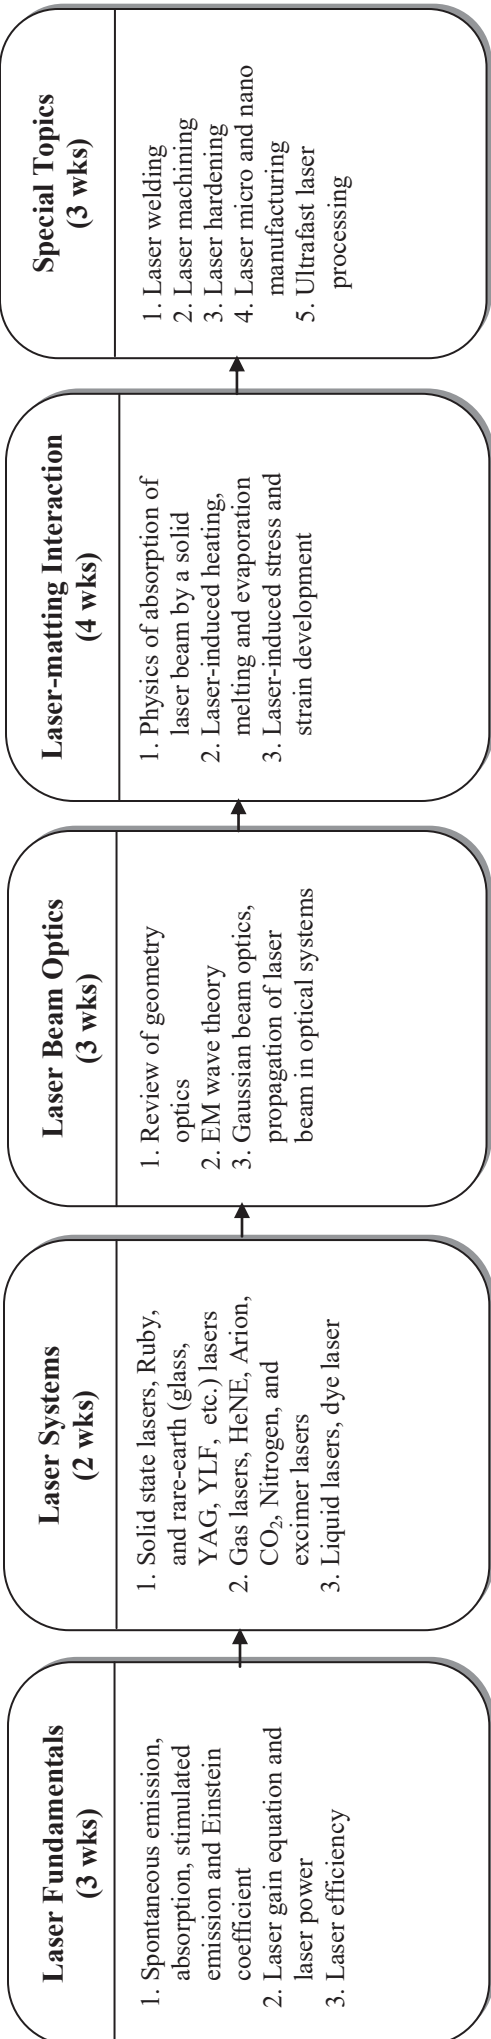 Laser Fundamentals
(3 wks)
1. Spontaneous emission,
absorption, stimulated
emission and Einstein
coefficient
2. Laser gain equation and
laser power
3. Laser efficiency
Laser Systems
(2 wks)
1. Solid state lasers, Ruby,
and rare-earth (glass,
YAG, YLF, etc.) lasers
2. Gas lasers, HeNE, Arion,
CO₂, Nitrogen, and
excimer lasers
3. Liquid lasers, dye laser
Laser Beam Optics
(3 wks)
1. Review of geometry
optics
2. EM wave theory
3. Gaussian beam optics,
propagation of laser
beam in optical systems
Laser-matting Interaction
(4 wks)
1. Physics of absorption of
laser beam by a solid
2. Laser-induced heating,
melting and evaporation
3. Laser-induced stress and
strain development
Special Topics
(3 wks)
1. Laser welding
2. Laser machining
3. Laser hardening
4. Laser micro and nano
manufacturing
5. Ultrafast laser
processing